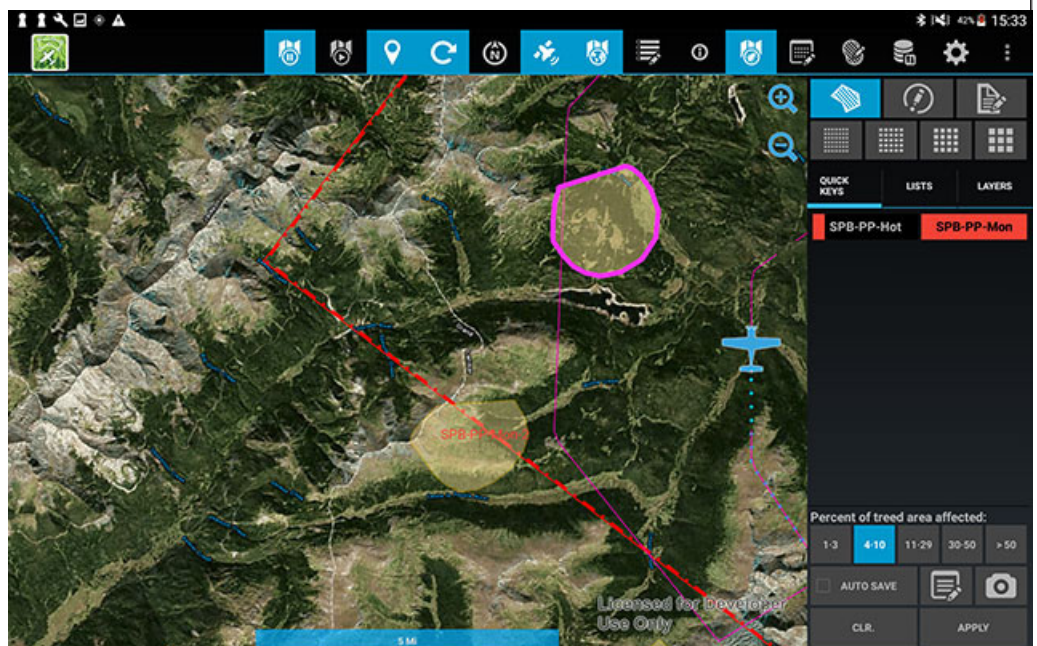 42% 15:33
N
QUICK
KEYS
LISTS
LAYERS
SPB-PP-Hot
SPB-PP-Mon
SPB-PP-Mon
Percent of treed area affected:
1-3
4-10
11-29
30-50
> 50
AUTO SAVE
Licensed for Developer
Use Only
5 Mi
CLR.
APPLY